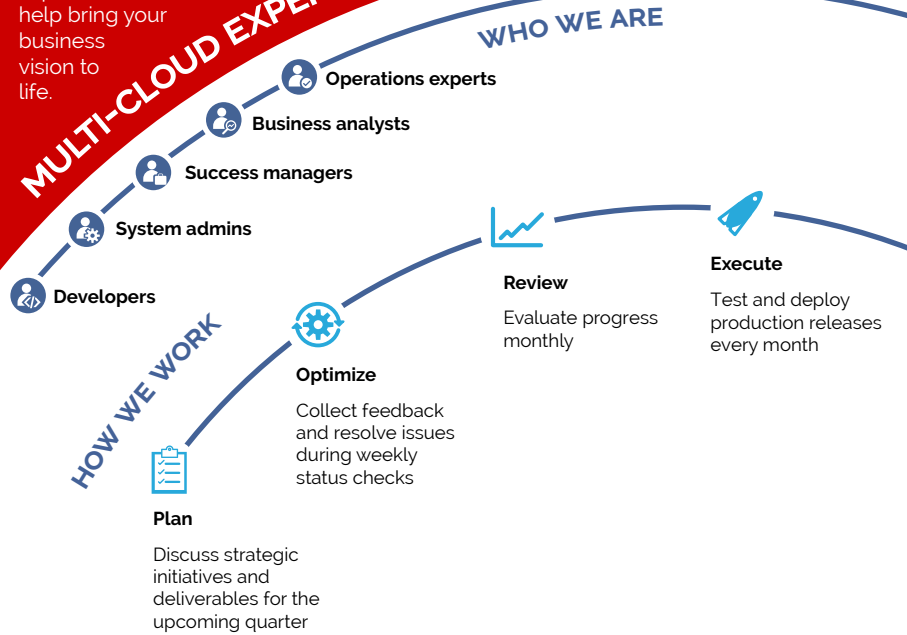 help bring your
business
vision to
life.
WHO WE ARE
Operations experts
Business analysts
Success managers
System admins
Developers
HOW WE WORK
Plan
Discuss strategic
initiatives and
deliverables for the
upcoming quarter
Optimize
Collect feedback
and resolve issues
during weekly
status checks
Review
Evaluate progress
monthly
Execute
Test and deploy
production releases
every month
MULTI-CLOUD